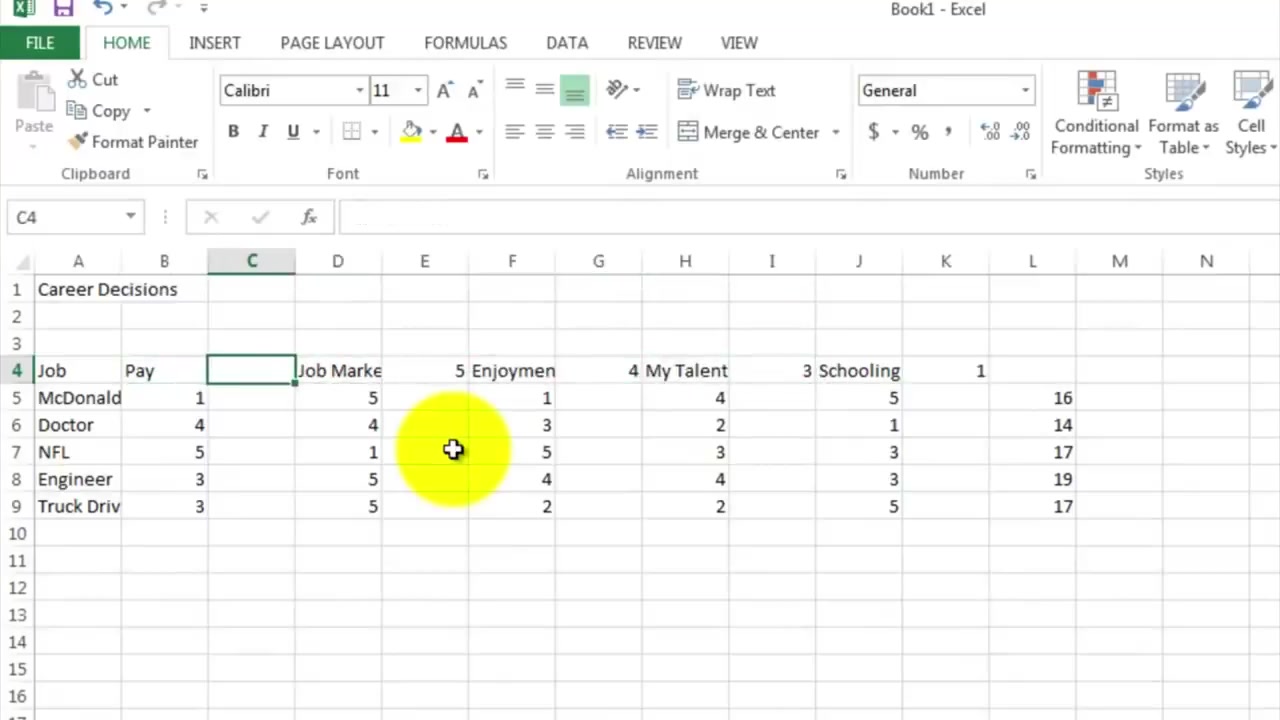 Book1 - Excel
FILE HOME INSERT PAGE LAYOUT FORMULAS DATA REVIEW VIEW
Paste Cut Calibri 11 Wrap Text General Conditional Formatting Format as Table Cell Styles
Copy
Format Painter B I U Merge & Center $ % ,
Clipboard Font Alignment Number Styles
C4 fx
A B C D E F G H I J K L M N
1 Career Decisions
2
3
4 Job Pay Job Marke 5 Enjoymen 4 My Talent 3 Schooling 1
5 McDonald 1 5 1 4 5 16
6 Doctor 4 4 3 2 1 14
7 NFL 5 1 5 3 3 17
8 Engineer 3 5 4 4 3 19
9 Truck Driv 3 5 2 2 5 17
10
11
12
13
14
15
16